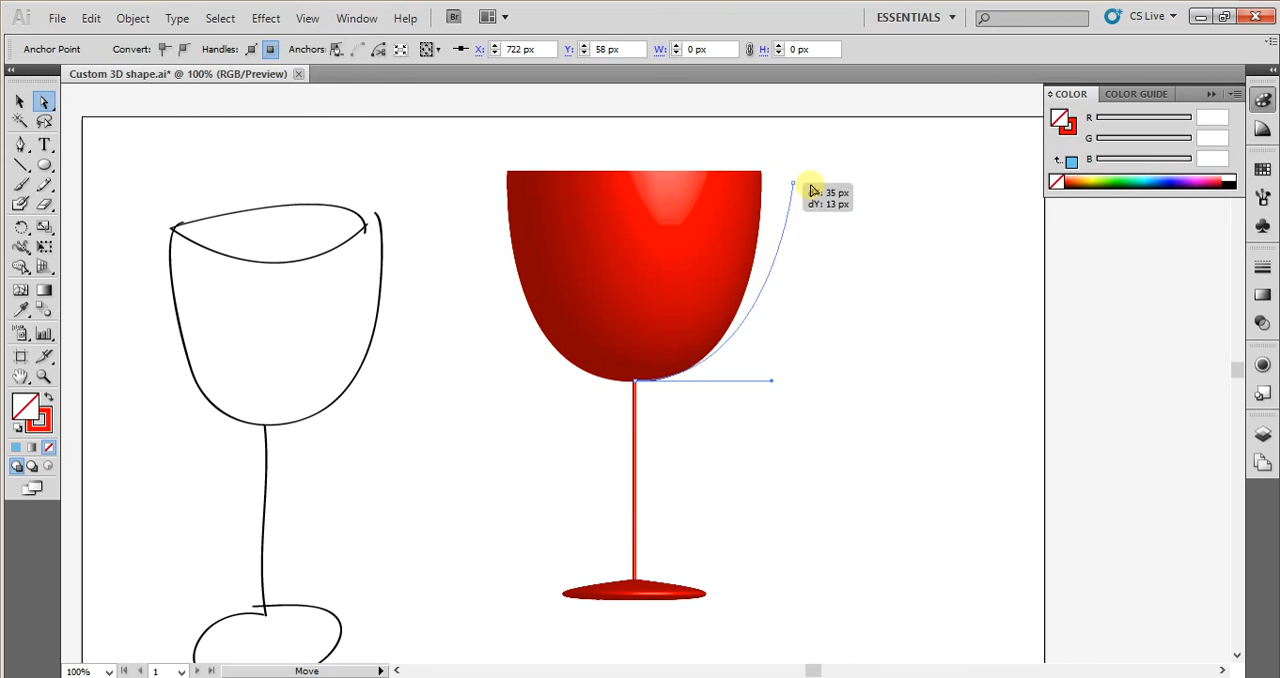 Ai File Edit Object Type Select Effect View Window Help Br ESSENTIALS CS Live
Anchor Point Convert: Handles: Anchors: X: 722 px Y: 58 px W: 0 px H: 0 px
Custom 3D shape.ai* @ 100% (RGB/Preview)
COLOR COLOR GUIDE
R
G
B
T
35 px
dY: 13 px
100% 1 Move